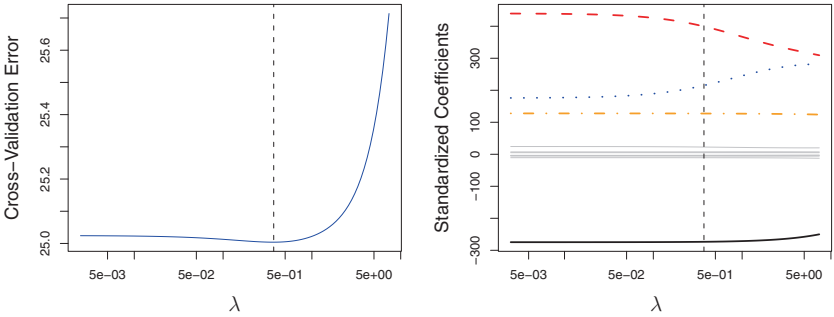 Cross−Validation Error
25.0 25.2 25.4 25.6
5e−03 5e−02 5e−01 5e+00
λ
Standardized Coefficients
−300 −100 0 100 300
5e−03 5e−02 5e−01 5e+00
λ